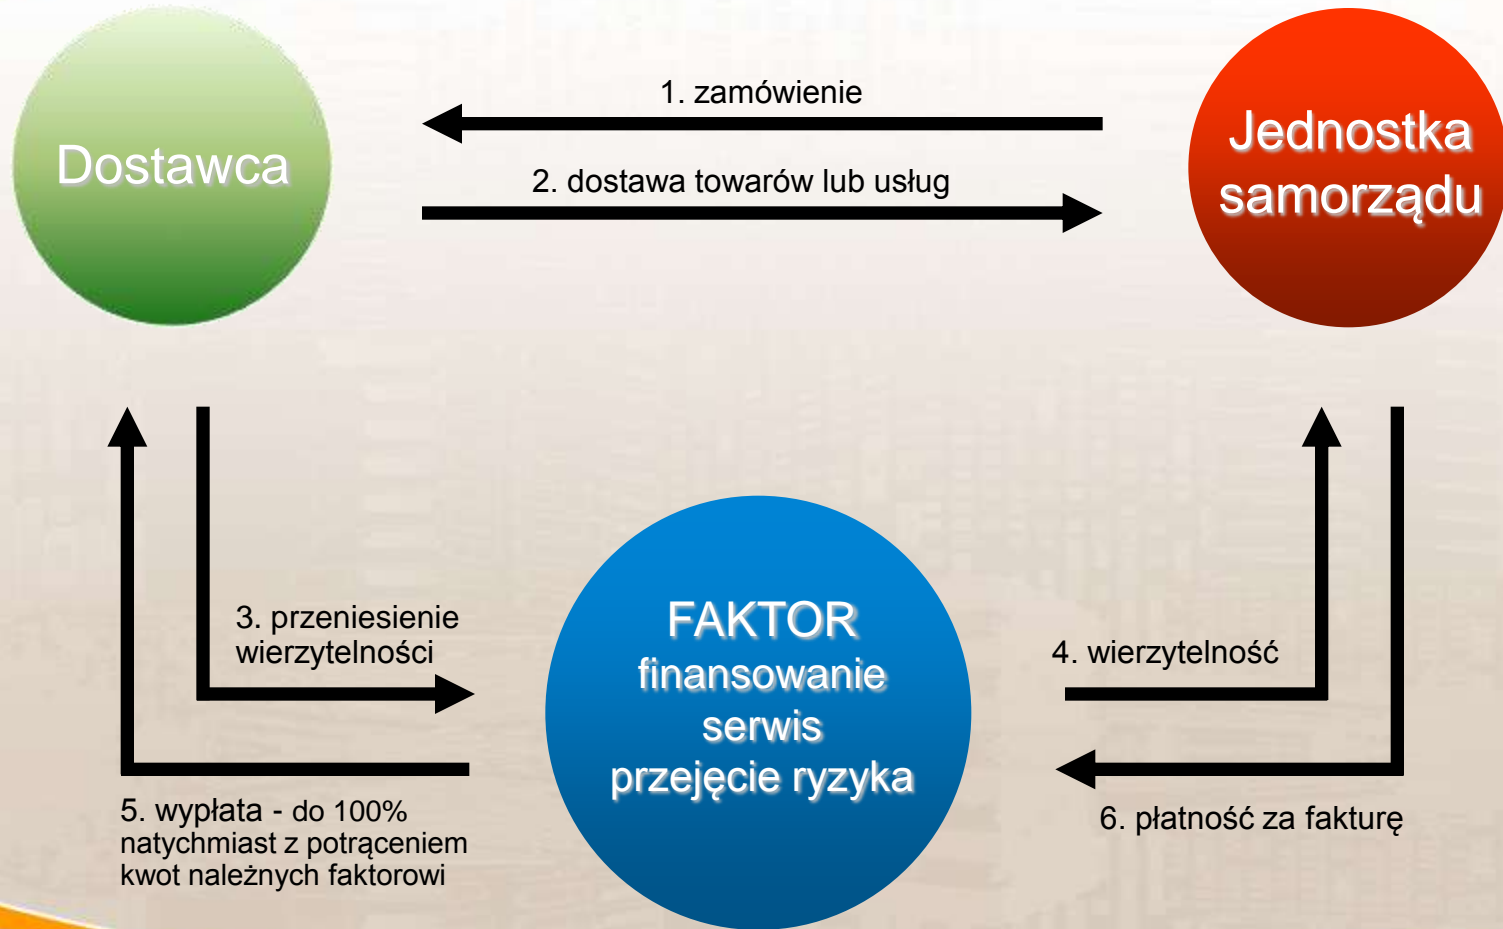 1. zamówienie
Dostawca
Jednostka
samorządu
2. dostawa towarów lub usług
3. przeniesienie
wierzytelności
FAKTOR
finansowanie
serwis
przejęcie ryzyka
4. wierzytelność
5. wypłata - do 100%
natychmiast z potrąceniem
kwot należnych faktorowi
6. płatność za fakturę